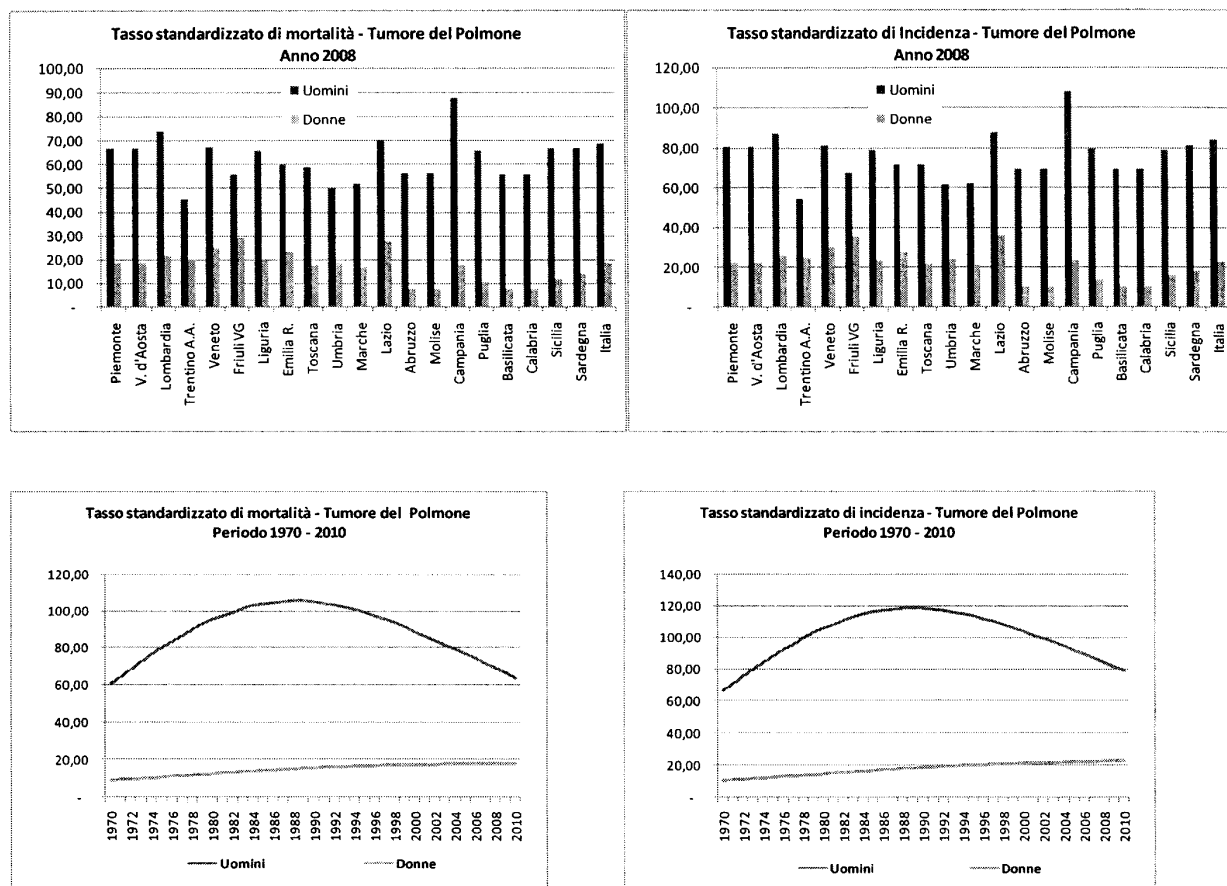 Tasso standardizzato di mortalità - Tumore del Polmone
Anno 2008
100,00
90,00
80,00
70,00
60,00
50,00
40,00
30,00
20,00
10,00
-
Uomini
Donne
Piemonte
V. d'Aosta
Lombardia
Trentino A.A.
Veneto
Friuli VG
Liguria
Emilia R.
Toscana
Umbria
Marche
Lazio
Abruzzo
Molise
Campania
Puglia
Basilicata
Calabria
Sicilia
Sardegna
Italia
Tasso standardizzato di Incidenza - Tumore del Polmone
Anno 2008
120,00
100,00
80,00
60,00
40,00
20,00
-
Uomini
Donne
Piemonte
V. d'Aosta
Lombardia
Trentino A.A.
Veneto
Friuli VG
Liguria
Emilia R.
Toscana
Umbria
Marche
Lazio
Abruzzo
Molise
Campania
Puglia
Basilicata
Calabria
Sicilia
Sardegna
Italia
Tasso standardizzato di mortalità - Tumore del Polmone
Periodo 1970 - 2010
120,00
100,00
80,00
60,00
40,00
20,00
-
1970
1972
1974
1976
1978
1980
1982
1984
1986
1988
1990
1992
1994
1996
1998
2000
2002
2004
2006
2008
2010
Uomini
Donne
Tasso standardizzato di incidenza - Tumore del Polmone
Periodo 1970 - 2010
140,00
120,00
100,00
80,00
60,00
40,00
20,00
-
1970
1972
1974
1976
1978
1980
1982
1984
1986
1988
1990
1992
1994
1996
1998
2000
2002
2004
2006
2008
2010
Uomini
Donne